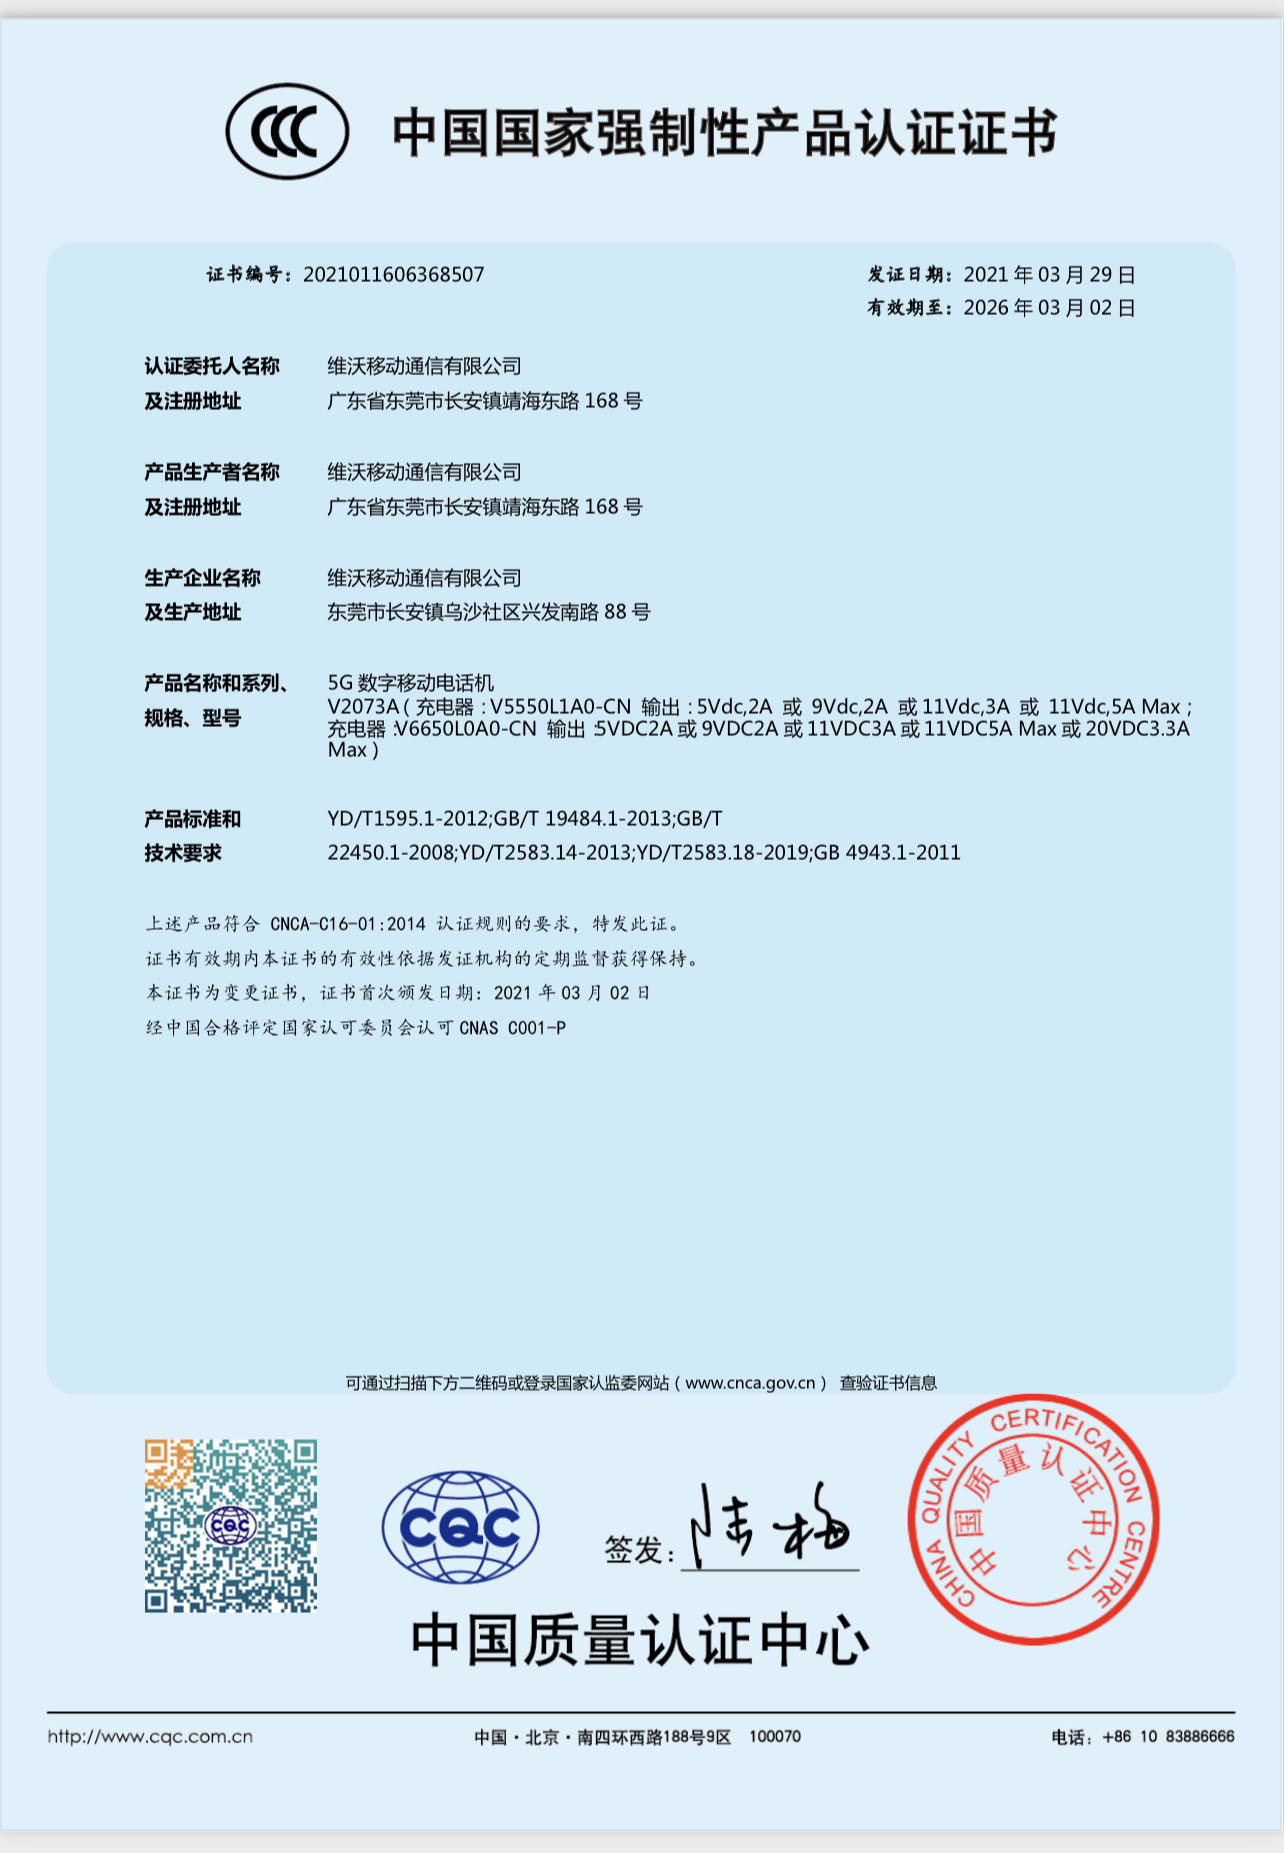 CCC 中国国家强制性产品认证证书
证书编号：2021011606368507
发证日期：2021 年 03 月 29 日
有效期至：2026 年 03 月 02 日
认证委托人名称 维沃移动通信有限公司
及注册地址 广东省东莞市长安镇靖海东路 168 号
产品生产者名称 维沃移动通信有限公司
及注册地址 广东省东莞市长安镇靖海东路 168 号
生产企业名称 维沃移动通信有限公司
及生产地址 东莞市长安镇乌沙社区兴发南路 88 号
产品名称和系列、 5G 数字移动电话机
规格、型号 V2073A（充电器：V5550L1A0-CN 输出：5Vdc,2A 或 9Vdc,2A 或 11Vdc,3A 或 11Vdc,5A Max；
充电器：V6650L0A0-CN 输出：5VDC2A 或 9VDC2A 或 11VDC3A 或 11VDC5A Max 或 20VDC3.3A
Max）
产品标准和 YD/T1595.1-2012;GB/T 19484.1-2013;GB/T
技术要求 22450.1-2008;YD/T2583.14-2013;YD/T2583.18-2019;GB 4943.1-2011
上述产品符合 CNCA-C16-01:2014 认证规则的要求，特发此证。
证书有效期内本证书的有效性依据发证机构的定期监督获得保持。
本证书为变更证书，证书首次颁发日期：2021 年 03 月 02 日
经中国合格评定国家认可委员会认可 CNAS C001-P
可通过扫描下方二维码或登录国家认监委网站（www.cnca.gov.cn） 查验证书信息
CQC
CQC
签发：陆梅
CHINA QUALITY CERTIFICATION CENTRE
中国质量认证中心
中国质量认证中心
http://www.cqc.com.cn
中国·北京·南四环西路188号9区 100070
电话：+86 10 83886666